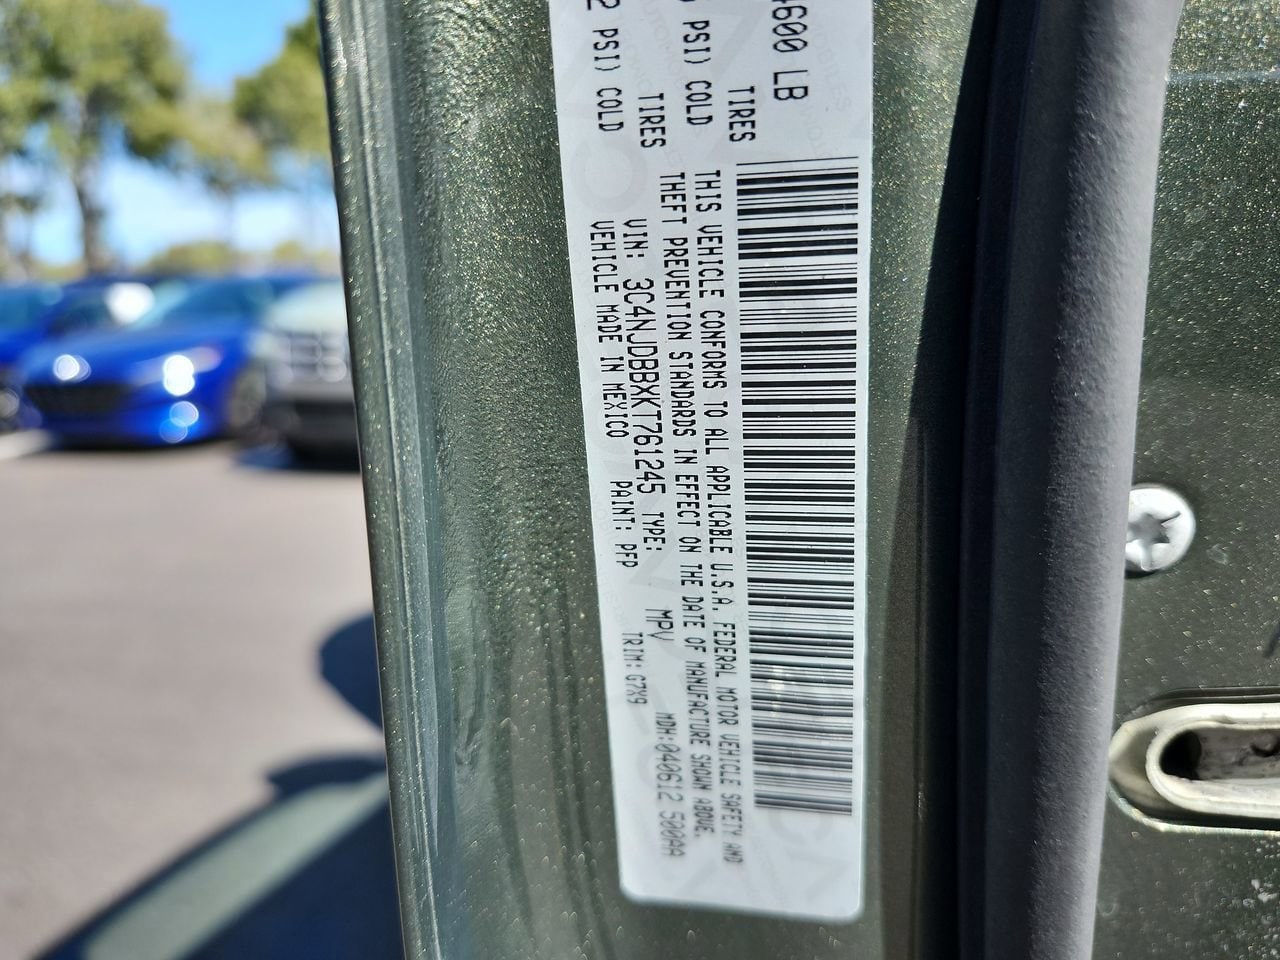 4600 LB
TIRES
PSI) COLD
TIRES
2 PSI) COLD
THIS VEHICLE CONFORMS TO ALL APPLICABLE U.S.A. FEDERAL MOTOR VEHICLE SAFETY AND
THEFT PREVENTION STANDARDS IN EFFECT ON THE DATE OF MANUFACTURE SHOWN ABOVE.
VIN: 3C4NJDBBXKT761245 TYPE: MPV MDH:040612 500AA
VEHICLE MADE IN MEXICO PAINT: PFP TRIM: G7X9